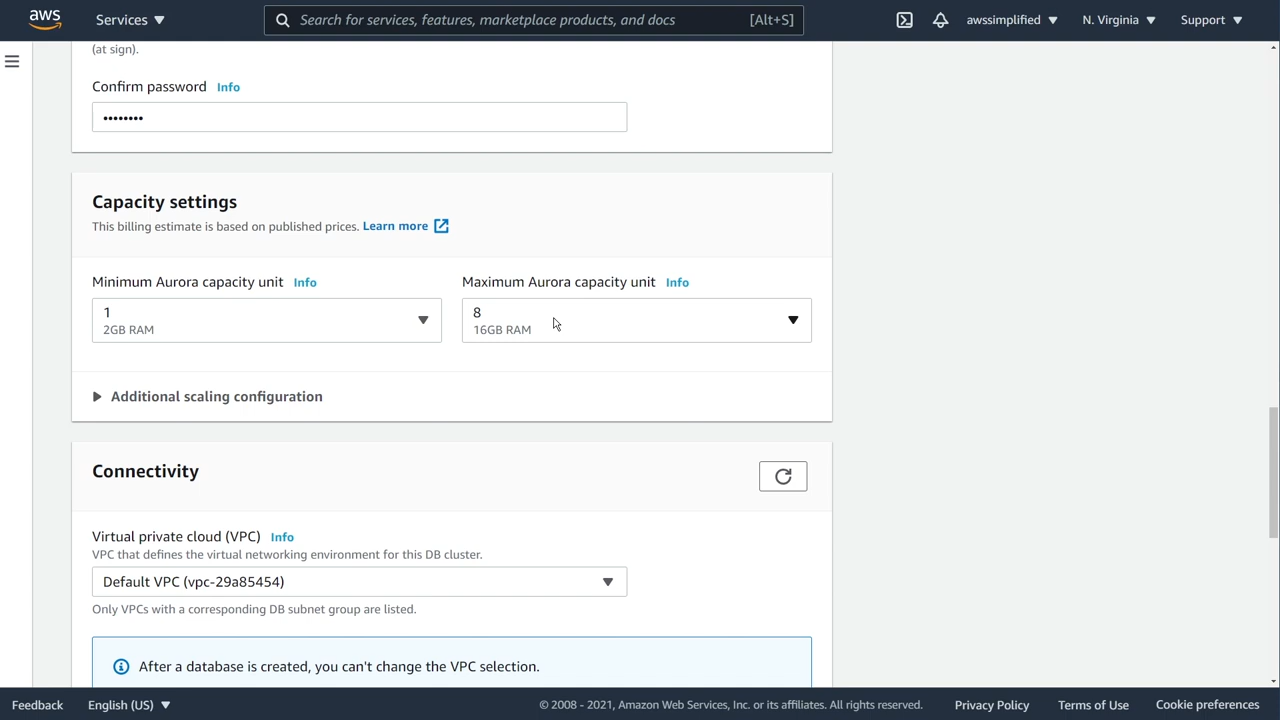 aws
Services
Search for services, features, marketplace products, and docs
[Alt+S]
awssimplified
N. Virginia
Support
(at sign).
Confirm password Info
••••••••
Capacity settings
This billing estimate is based on published prices. Learn more
Minimum Aurora capacity unit Info
1
2GB RAM
Maximum Aurora capacity unit Info
8
16GB RAM
Additional scaling configuration
Connectivity
Virtual private cloud (VPC) Info
VPC that defines the virtual networking environment for this DB cluster.
Default VPC (vpc-29a85454)
Only VPCs with a corresponding DB subnet group are listed.
After a database is created, you can't change the VPC selection.
Feedback
English (US)
© 2008 - 2021, Amazon Web Services, Inc. or its affiliates. All rights reserved.
Privacy Policy
Terms of Use
Cookie preferences